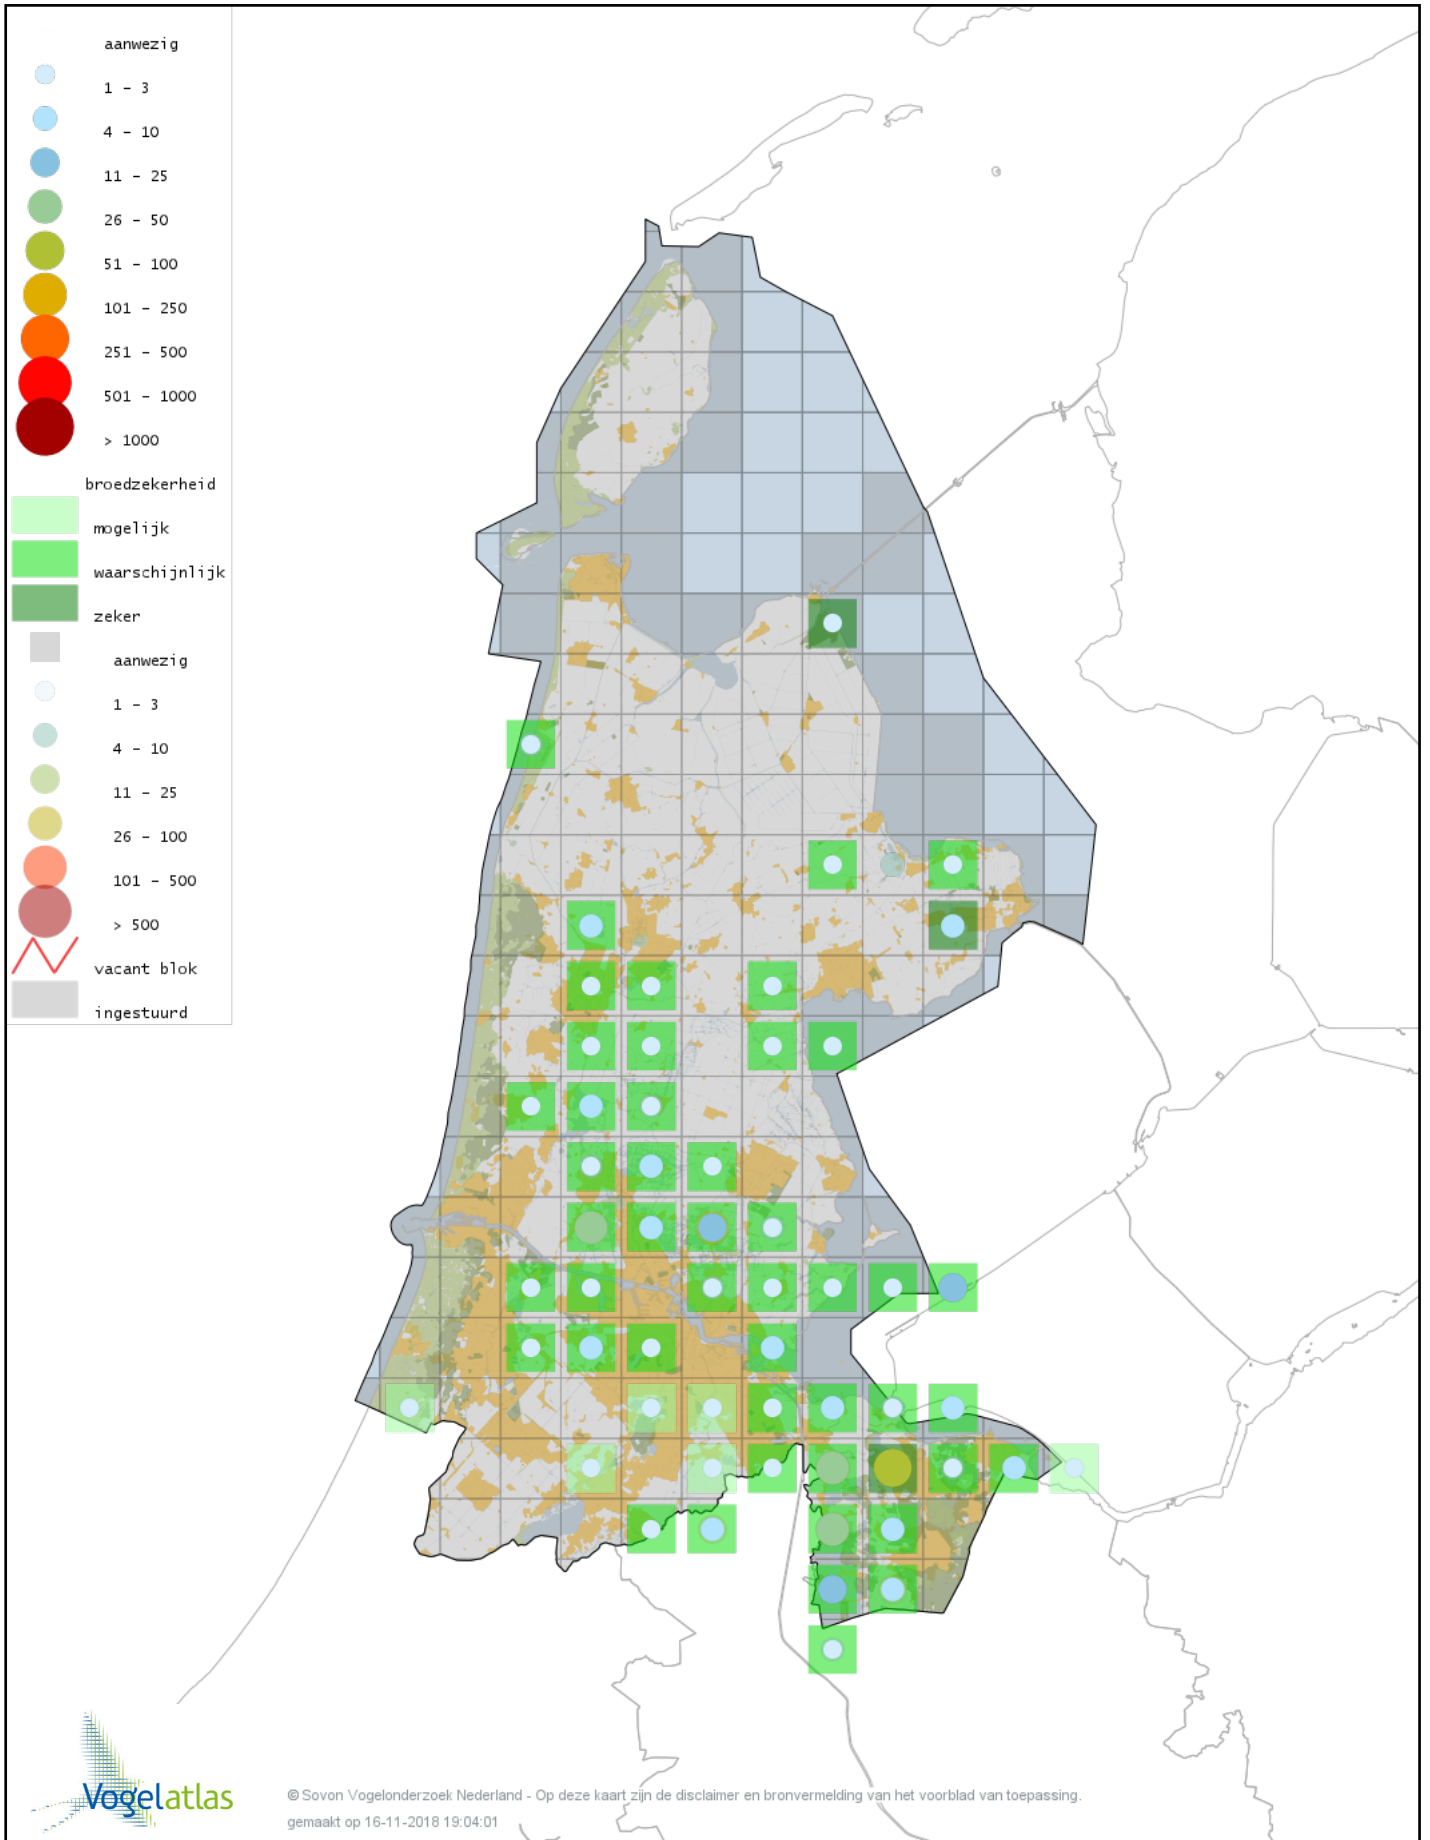 aanwezig
1 - 3
4 - 10
11 - 25
26 - 50
51 - 100
101 - 250
251 - 500
501 - 1000
> 1000
broedzekerheid
mogelijk
waarschijnlijk
zeker
aanwezig
1 - 3
4 - 10
11 - 25
26 - 100
101 - 500
> 500
vacant blok
ingestuurd
Vogelatlas
© Sovon Vogelonderzoek Nederland - Op deze kaart zijn de disclaimer en bronvermelding van het voorblad van toepassing.
gemaakt op 16-11-2018 19:04:01